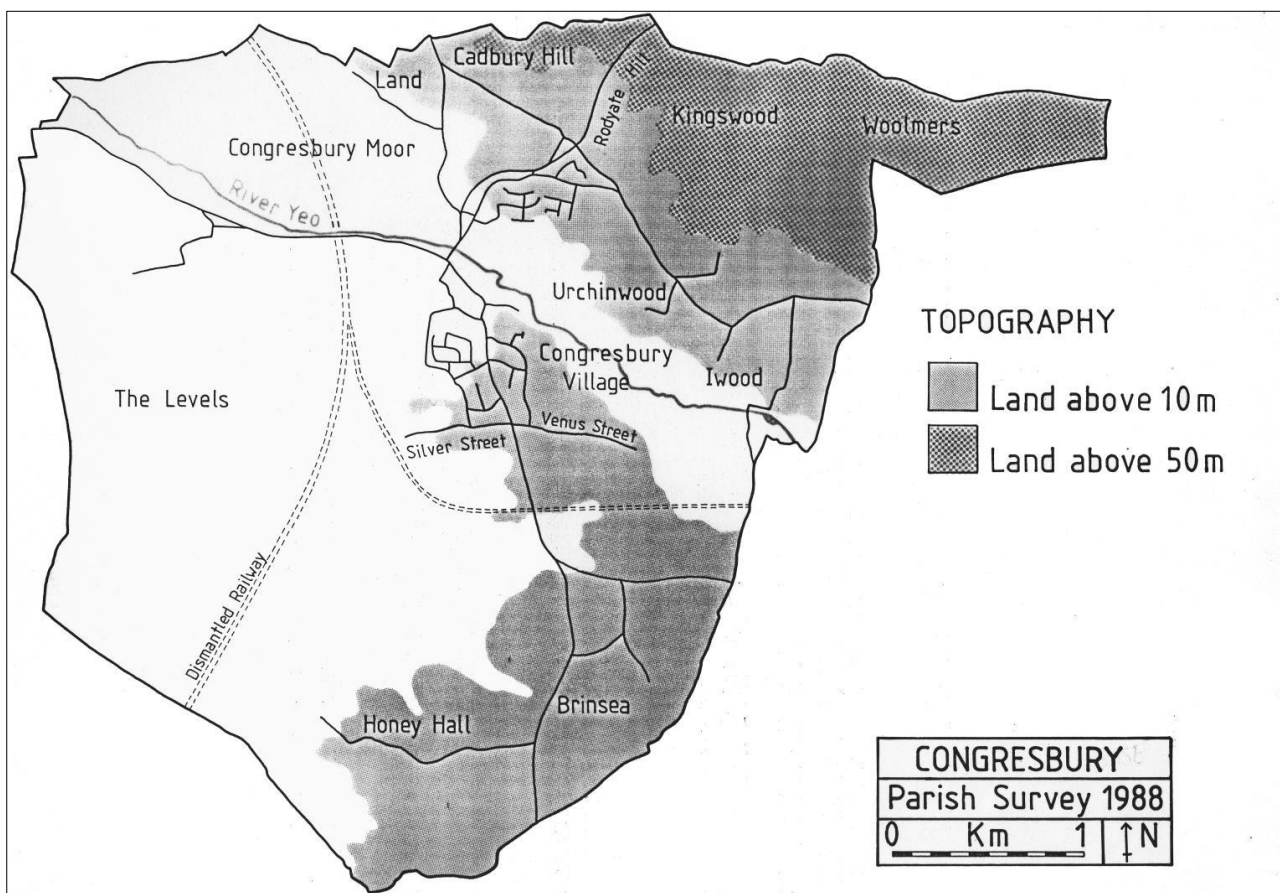 Cadbury Hill
Land
Rodyate Hill
Kingswood
Woolmers
Congresbury Moor
River Yeo
Urchinwood
TOPOGRAPHY
Land above 10m
Land above 50m
Congresbury
Village
Iwood
The Levels
Venus Street
Silver Street
Dismantled Railway
Honey Hall
Brinsea
CONGRESBURY
Parish Survey 1988
0 Km 1
N